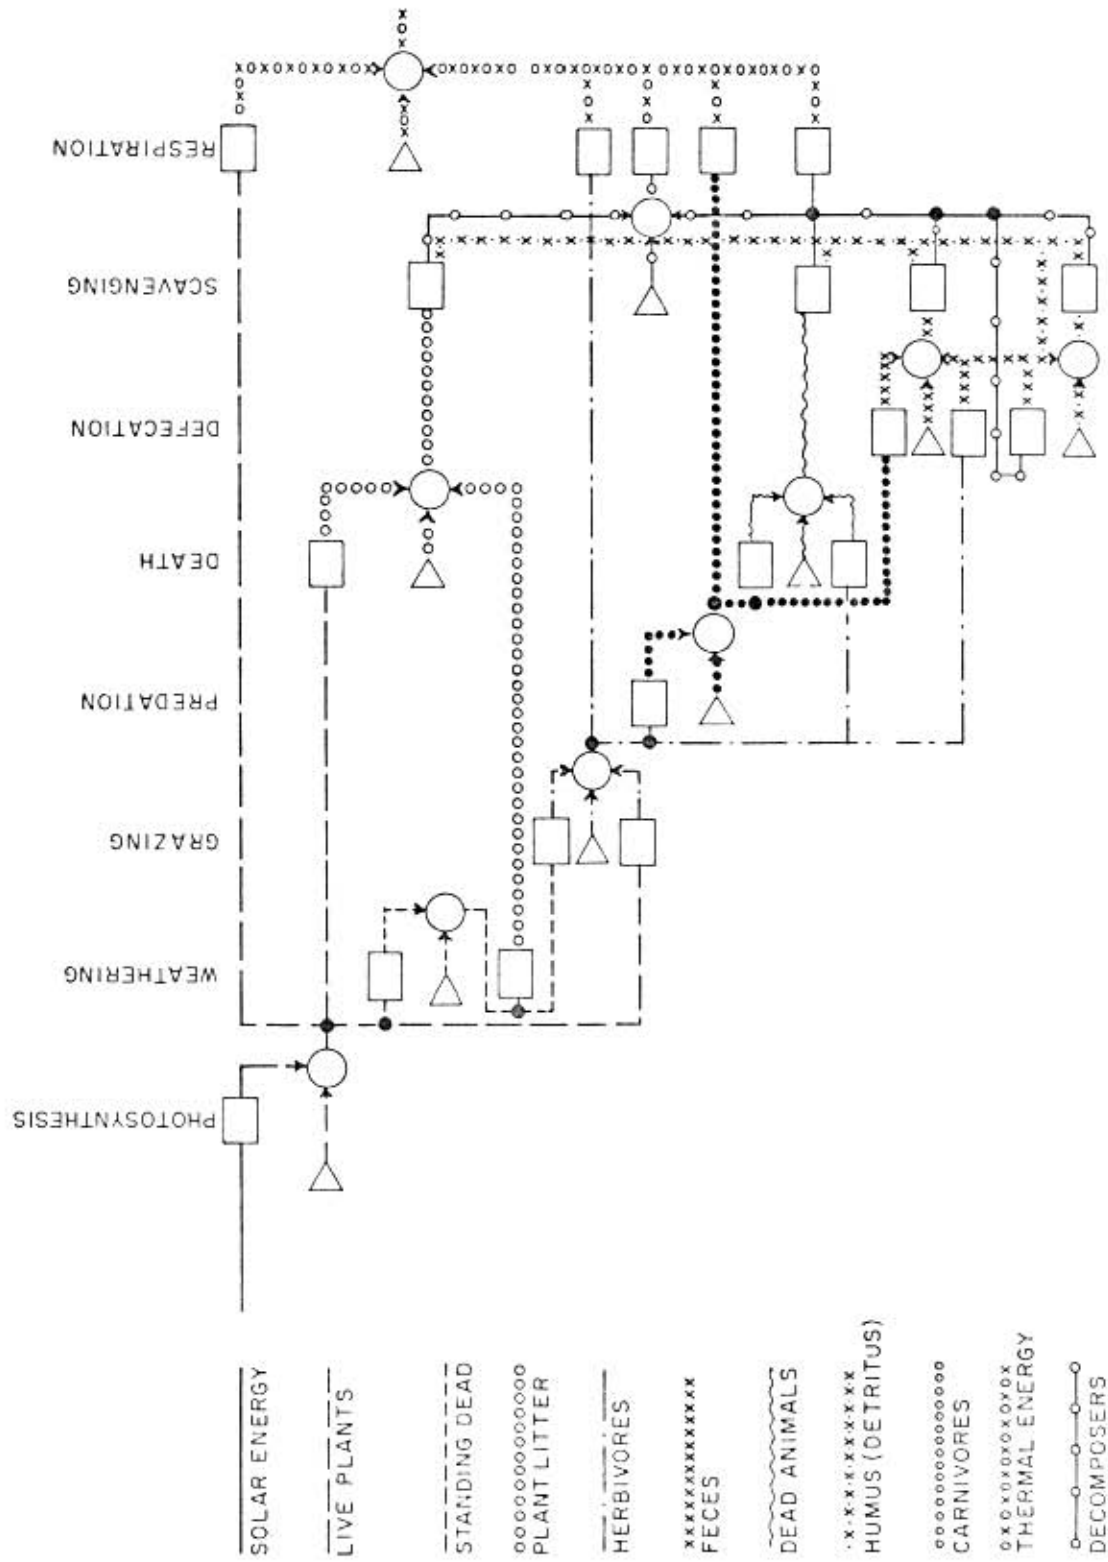 RESPIRATION
SCAVENGING
DEFECATION
DEATH
PREDATION
GRAZING
WEATHERING
PHOTOSYNTHESIS
SOLAR ENERGY
LIVE PLANTS
STANDING DEAD
PLANT LITTER
HERBIVORES
FECES
DEAD ANIMALS
HUMUS (DETRITUS)
CARNIVORES
THERMAL ENERGY
DECOMPOSERS